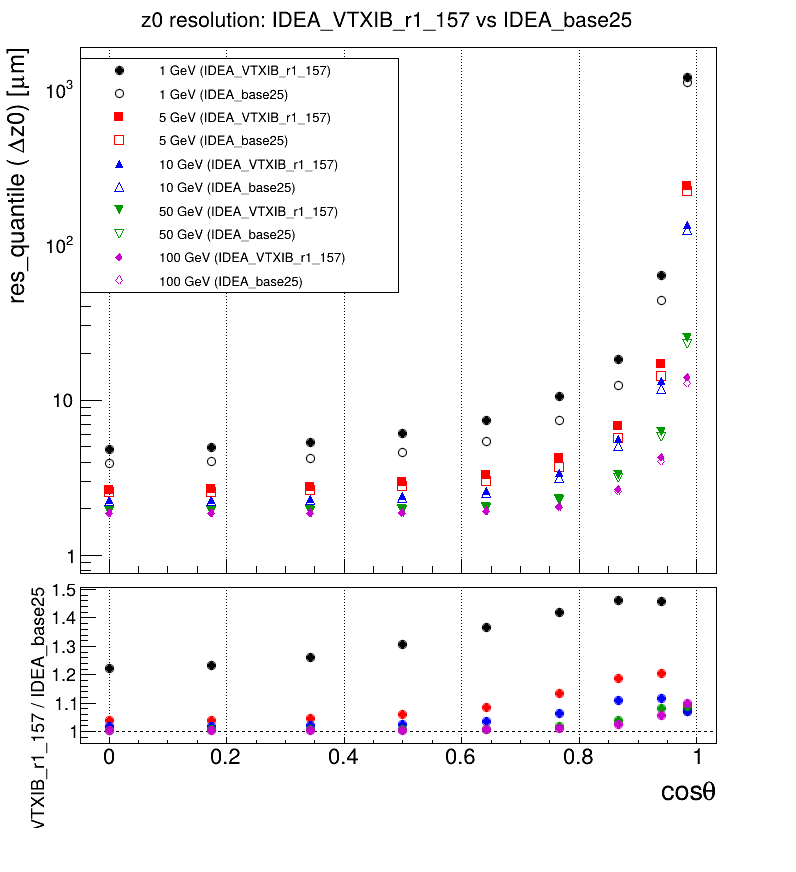 z0 resolution: IDEA_VTXIB_r1_157 vs IDEA_base25
res_quantile ( Δz0) [μm]
10³
10²
10
1
1 GeV (IDEA_VTXIB_r1_157)
1 GeV (IDEA_base25)
5 GeV (IDEA_VTXIB_r1_157)
5 GeV (IDEA_base25)
10 GeV (IDEA_VTXIB_r1_157)
10 GeV (IDEA_base25)
50 GeV (IDEA_VTXIB_r1_157)
50 GeV (IDEA_base25)
100 GeV (IDEA_VTXIB_r1_157)
100 GeV (IDEA_base25)
VTXIB_r1_157 / IDEA_base25
1.5
1.4
1.3
1.2
1.1
1
0 0.2 0.4 0.6 0.8 1
cosθ